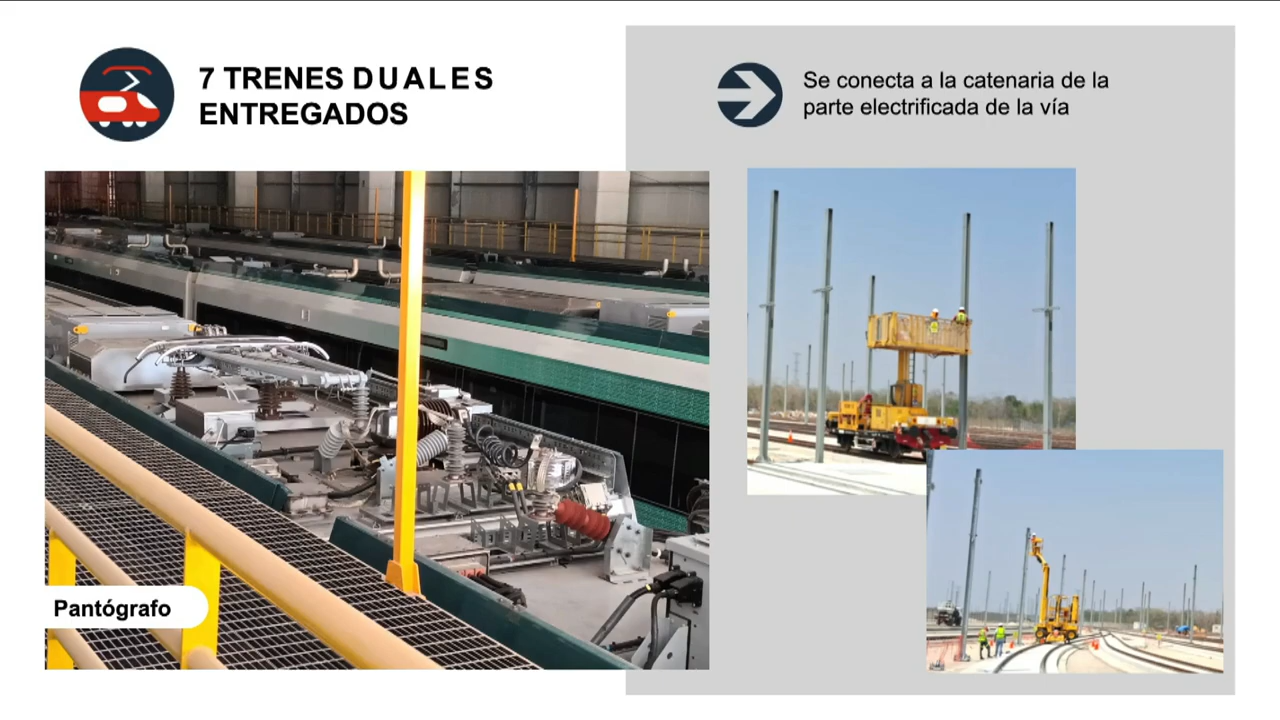 7 TRENES DUALES
ENTREGADOS
Se conecta a la catenaria de la
parte electrificada de la vía
Pantógrafo